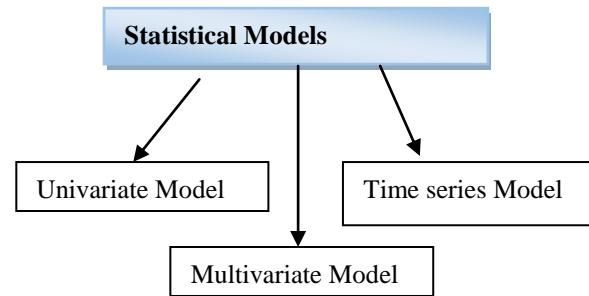 Statistical Models
Univariate Model
Time series Model
Multivariate Model